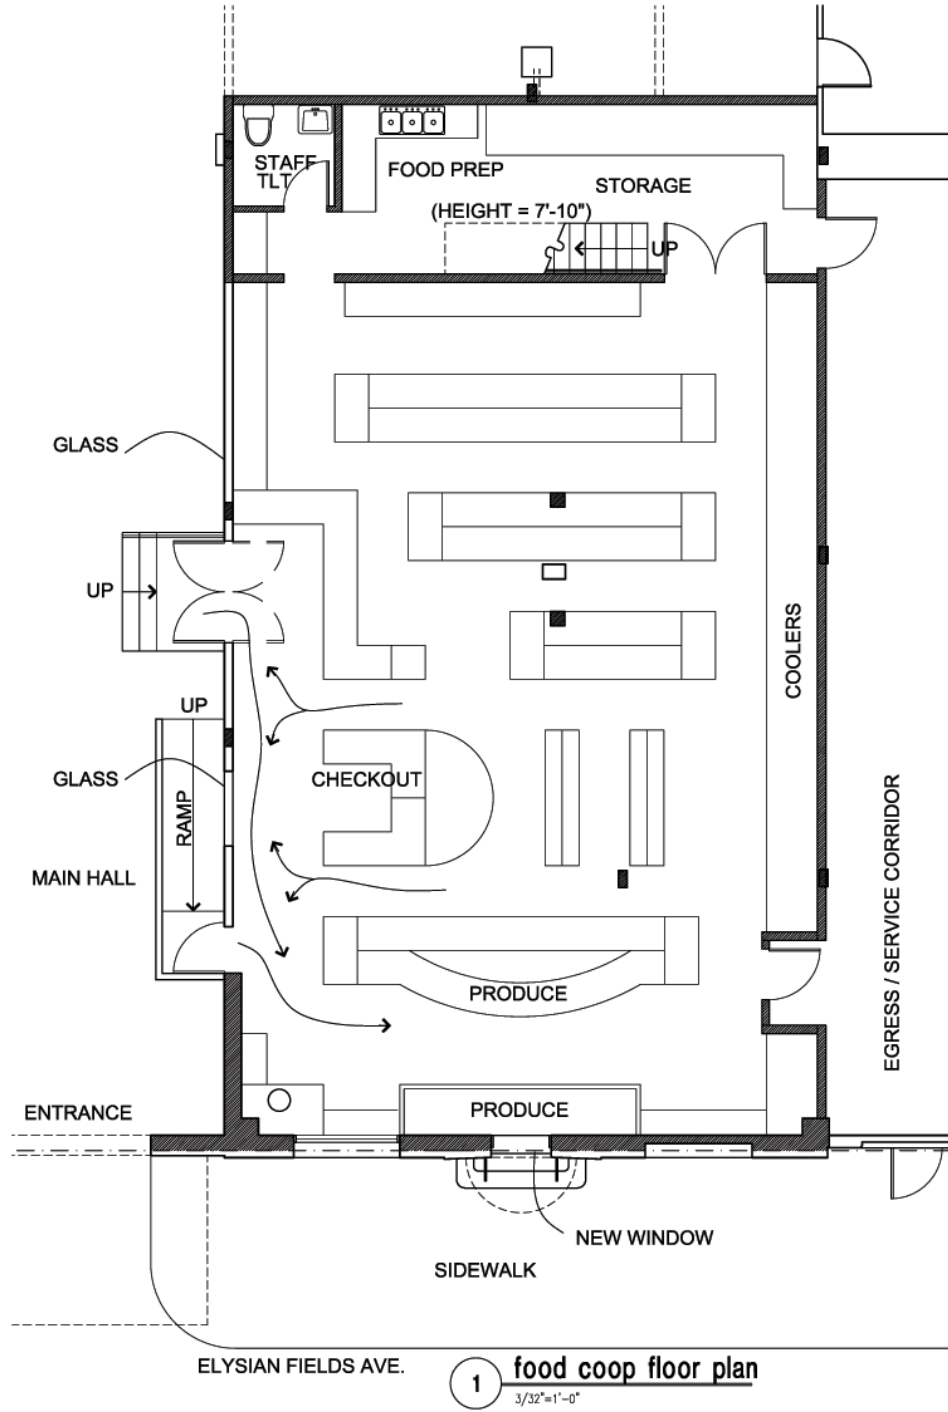 STAFF
TLT
FOOD PREP
STORAGE
(HEIGHT = 7'-10")
UP
GLASS
UP
COOLERS
UP
GLASS
CHECKOUT
RAMP
MAIN HALL
EGRESS / SERVICE CORRIDOR
PRODUCE
PRODUCE
ENTRANCE
NEW WINDOW
SIDEWALK
ELYSIAN FIELDS AVE.
1
food coop floor plan
3/32"=1'-0"